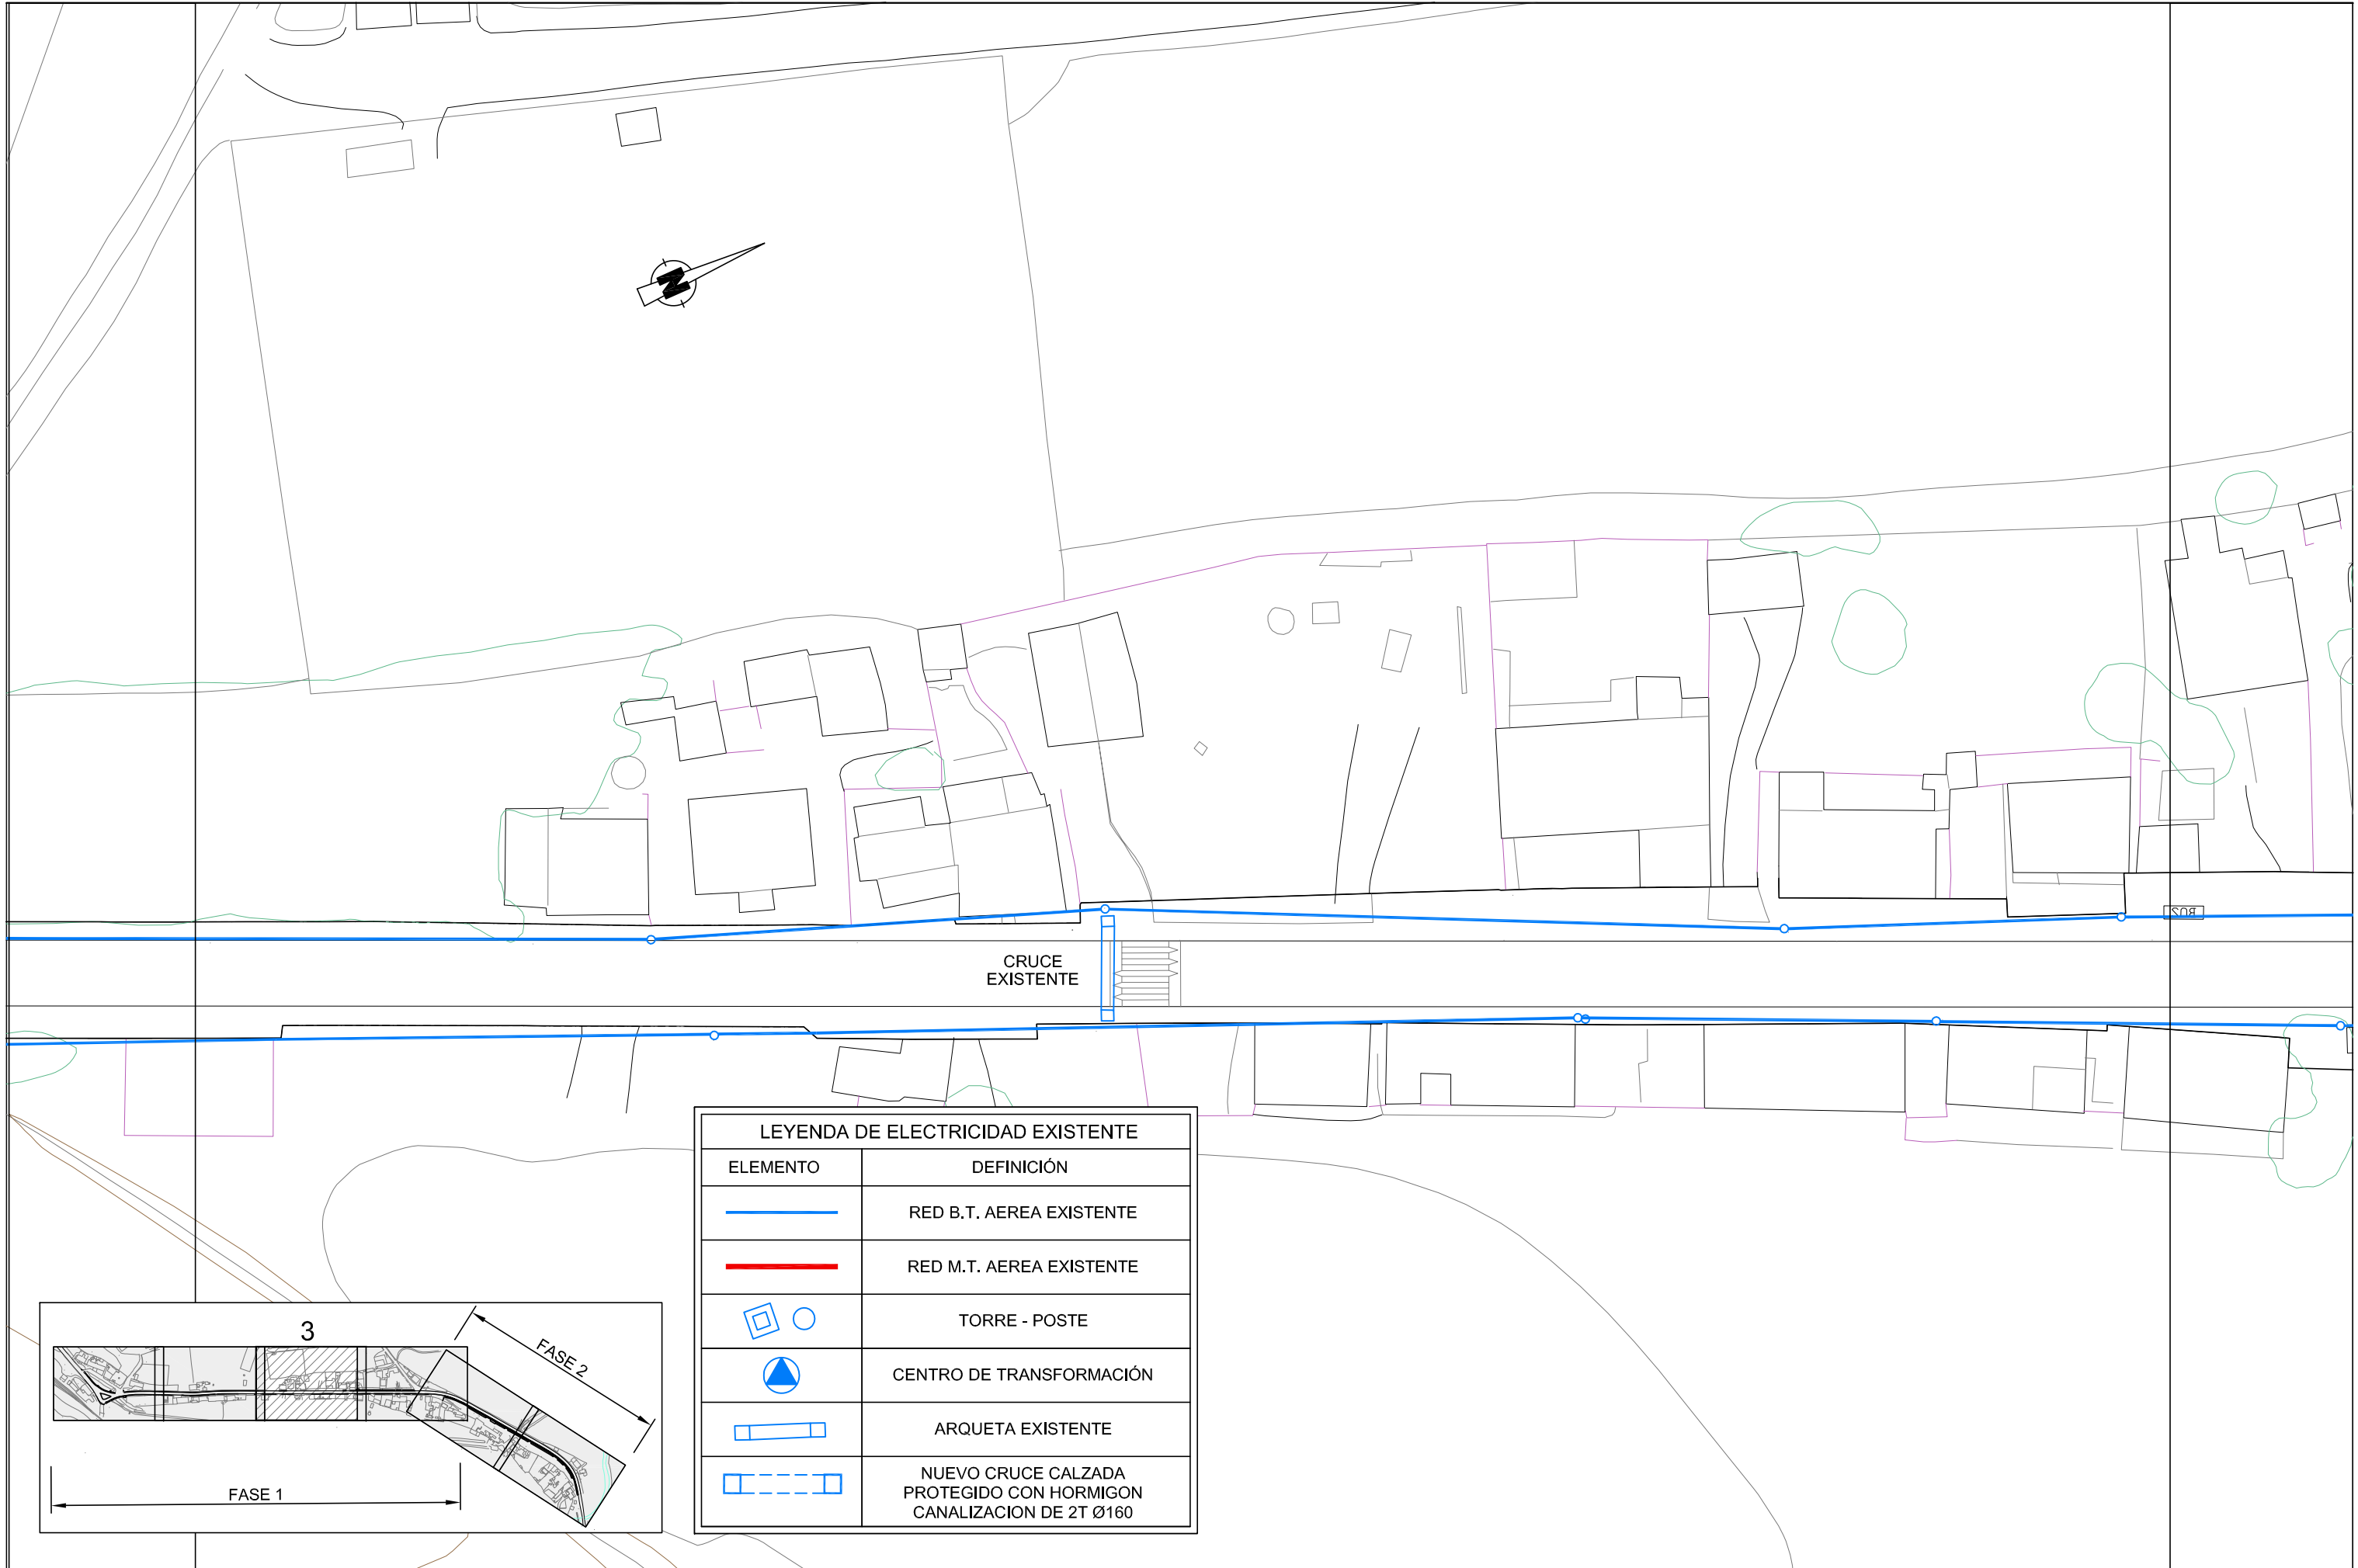 N
CRUCE
EXISTENTE
LEYENDA DE ELECTRICIDAD EXISTENTE
ELEMENTO
DEFINICIÓN
RED B.T. AEREA EXISTENTE
RED M.T. AEREA EXISTENTE
TORRE - POSTE
CENTRO DE TRANSFORMACIÓN
ARQUETA EXISTENTE
NUEVO CRUCE CALZADA
PROTEGIDO CON HORMIGON
CANALIZACION DE 2T Ø160
3
FASE 2
FASE 1